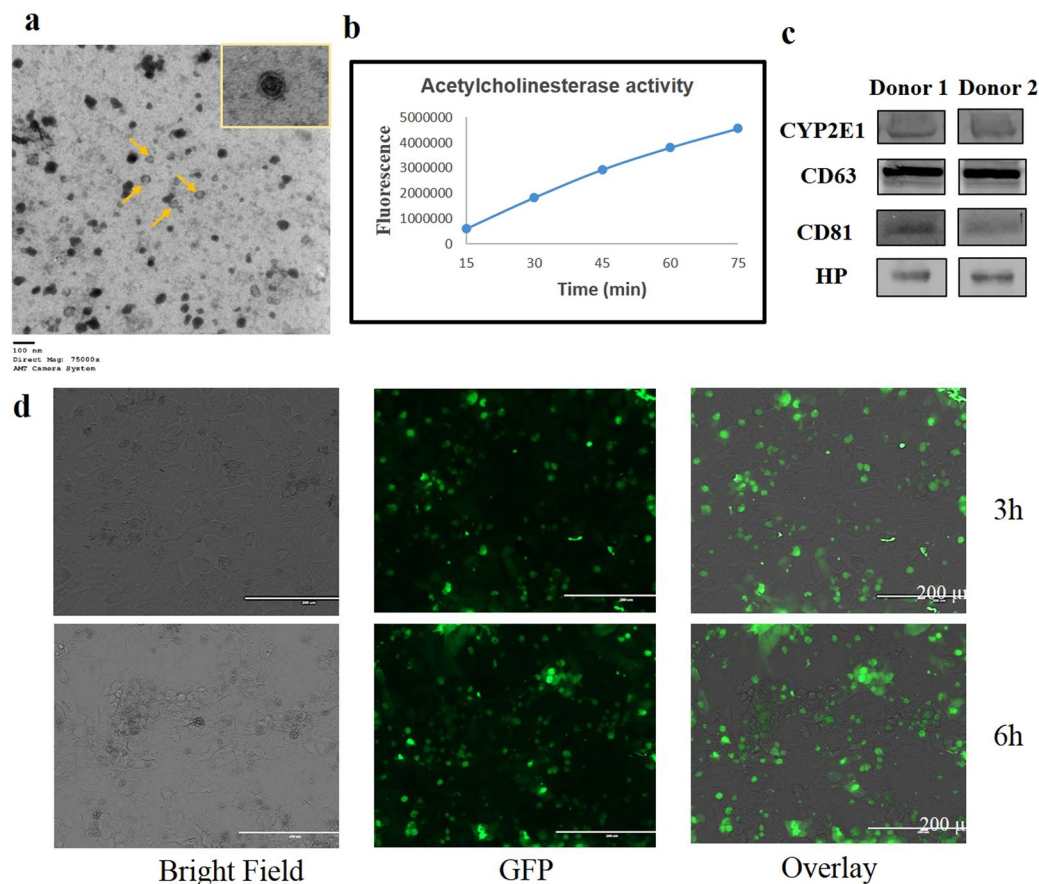 a
100 nm
Direct Mag: 75000x
AMT Camera System
b
Acetylcholinesterase activity
Fluorescence
5000000
4000000
3000000
2000000
1000000
0
15 30 45 60 75
Time (min)
c
Donor 1 Donor 2
CYP2E1
CD63
CD81
HP
d
200 µm
3h
200 µ
6h
Bright Field GFP Overlay